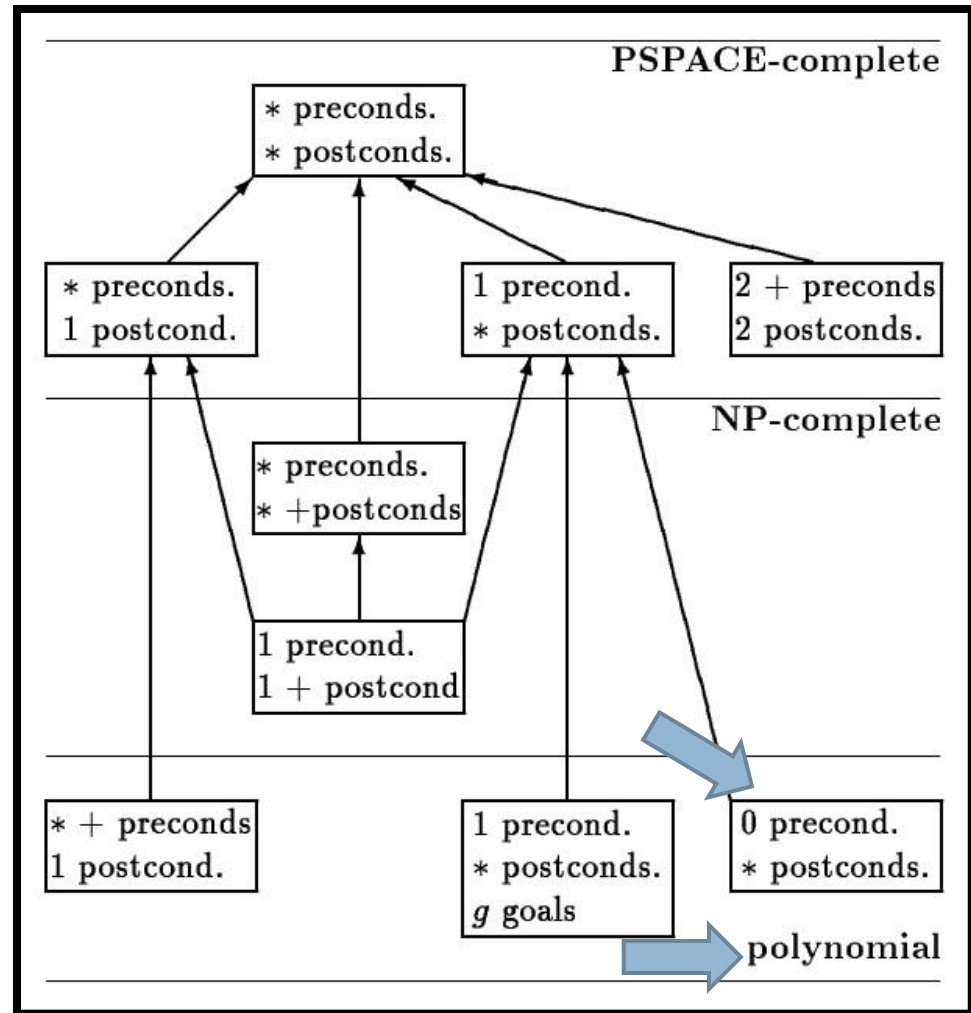 PSPACE-complete
* preconds.
* postconds.
* preconds.
1 postcond.
1 precond.
* postconds.
2 + preconds
2 postconds.
NP-complete
* preconds.
* +postconds
1 precond.
1 + postcond
* + preconds
1 postcond.
1 precond.
* postconds.
g goals
0 precond.
* postconds.
polynomial